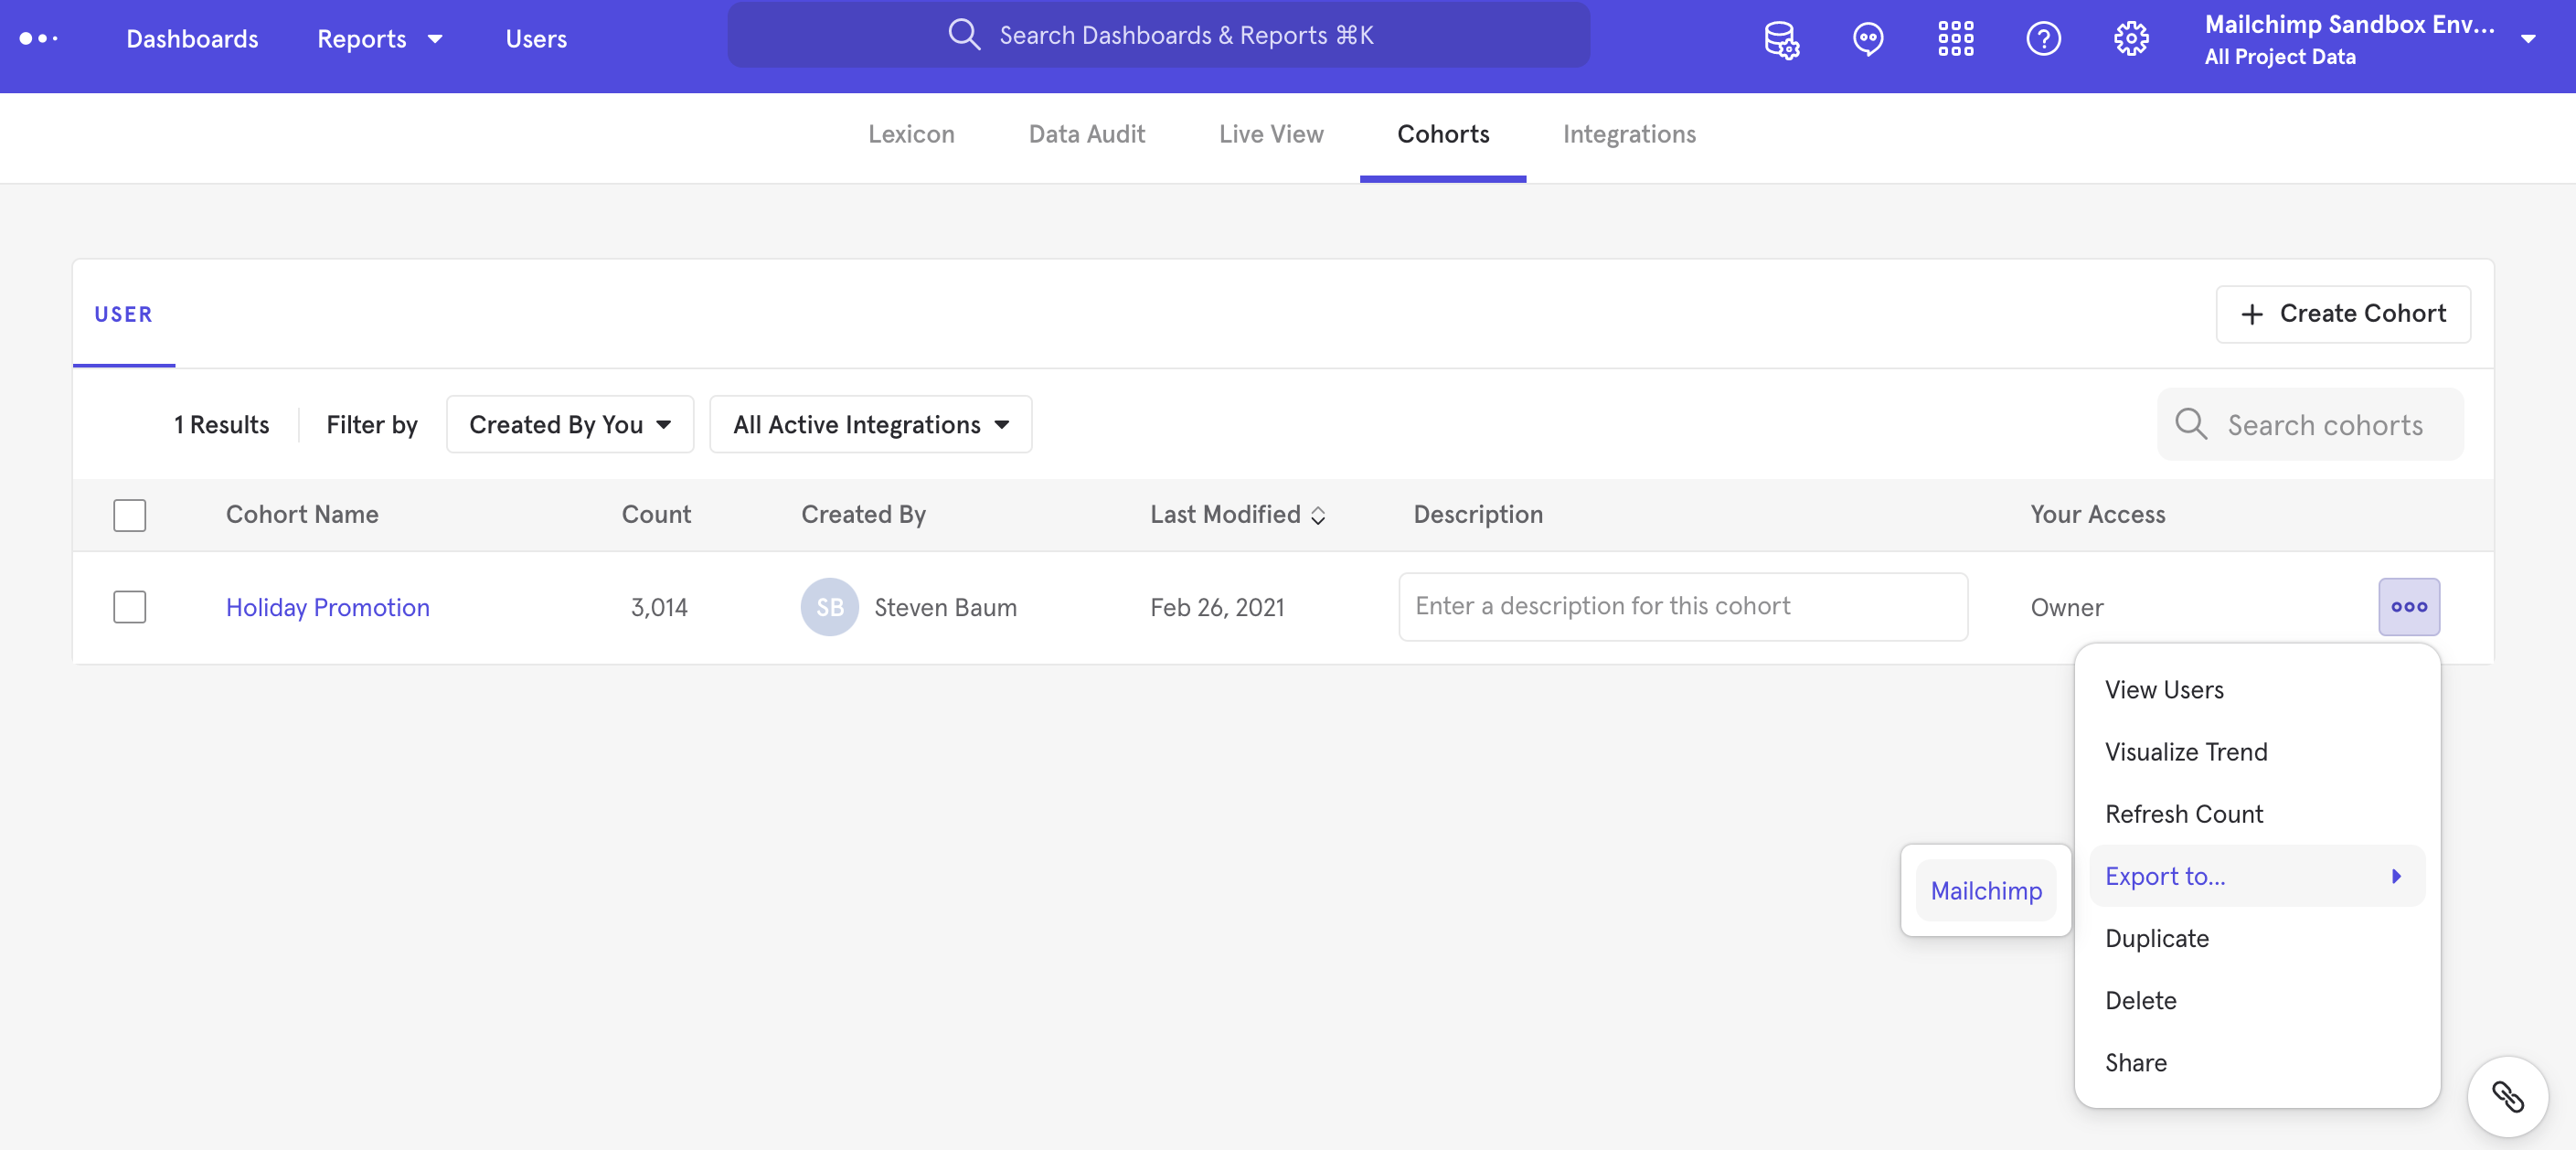 Dashboards Reports Users Search Dashboards & Reports ⌘K Mailchimp Sandbox Env...
All Project Data
Lexicon Data Audit Live View Cohorts Integrations
USER + Create Cohort
1 Results Filter by Created By You All Active Integrations Search cohorts
Cohort Name Count Created By Last Modified Description Your Access
Holiday Promotion 3,014 SB Steven Baum Feb 26, 2021 Enter a description for this cohort Owner
View Users
Visualize Trend
Refresh Count
Export to...
Mailchimp
Duplicate
Delete
Share